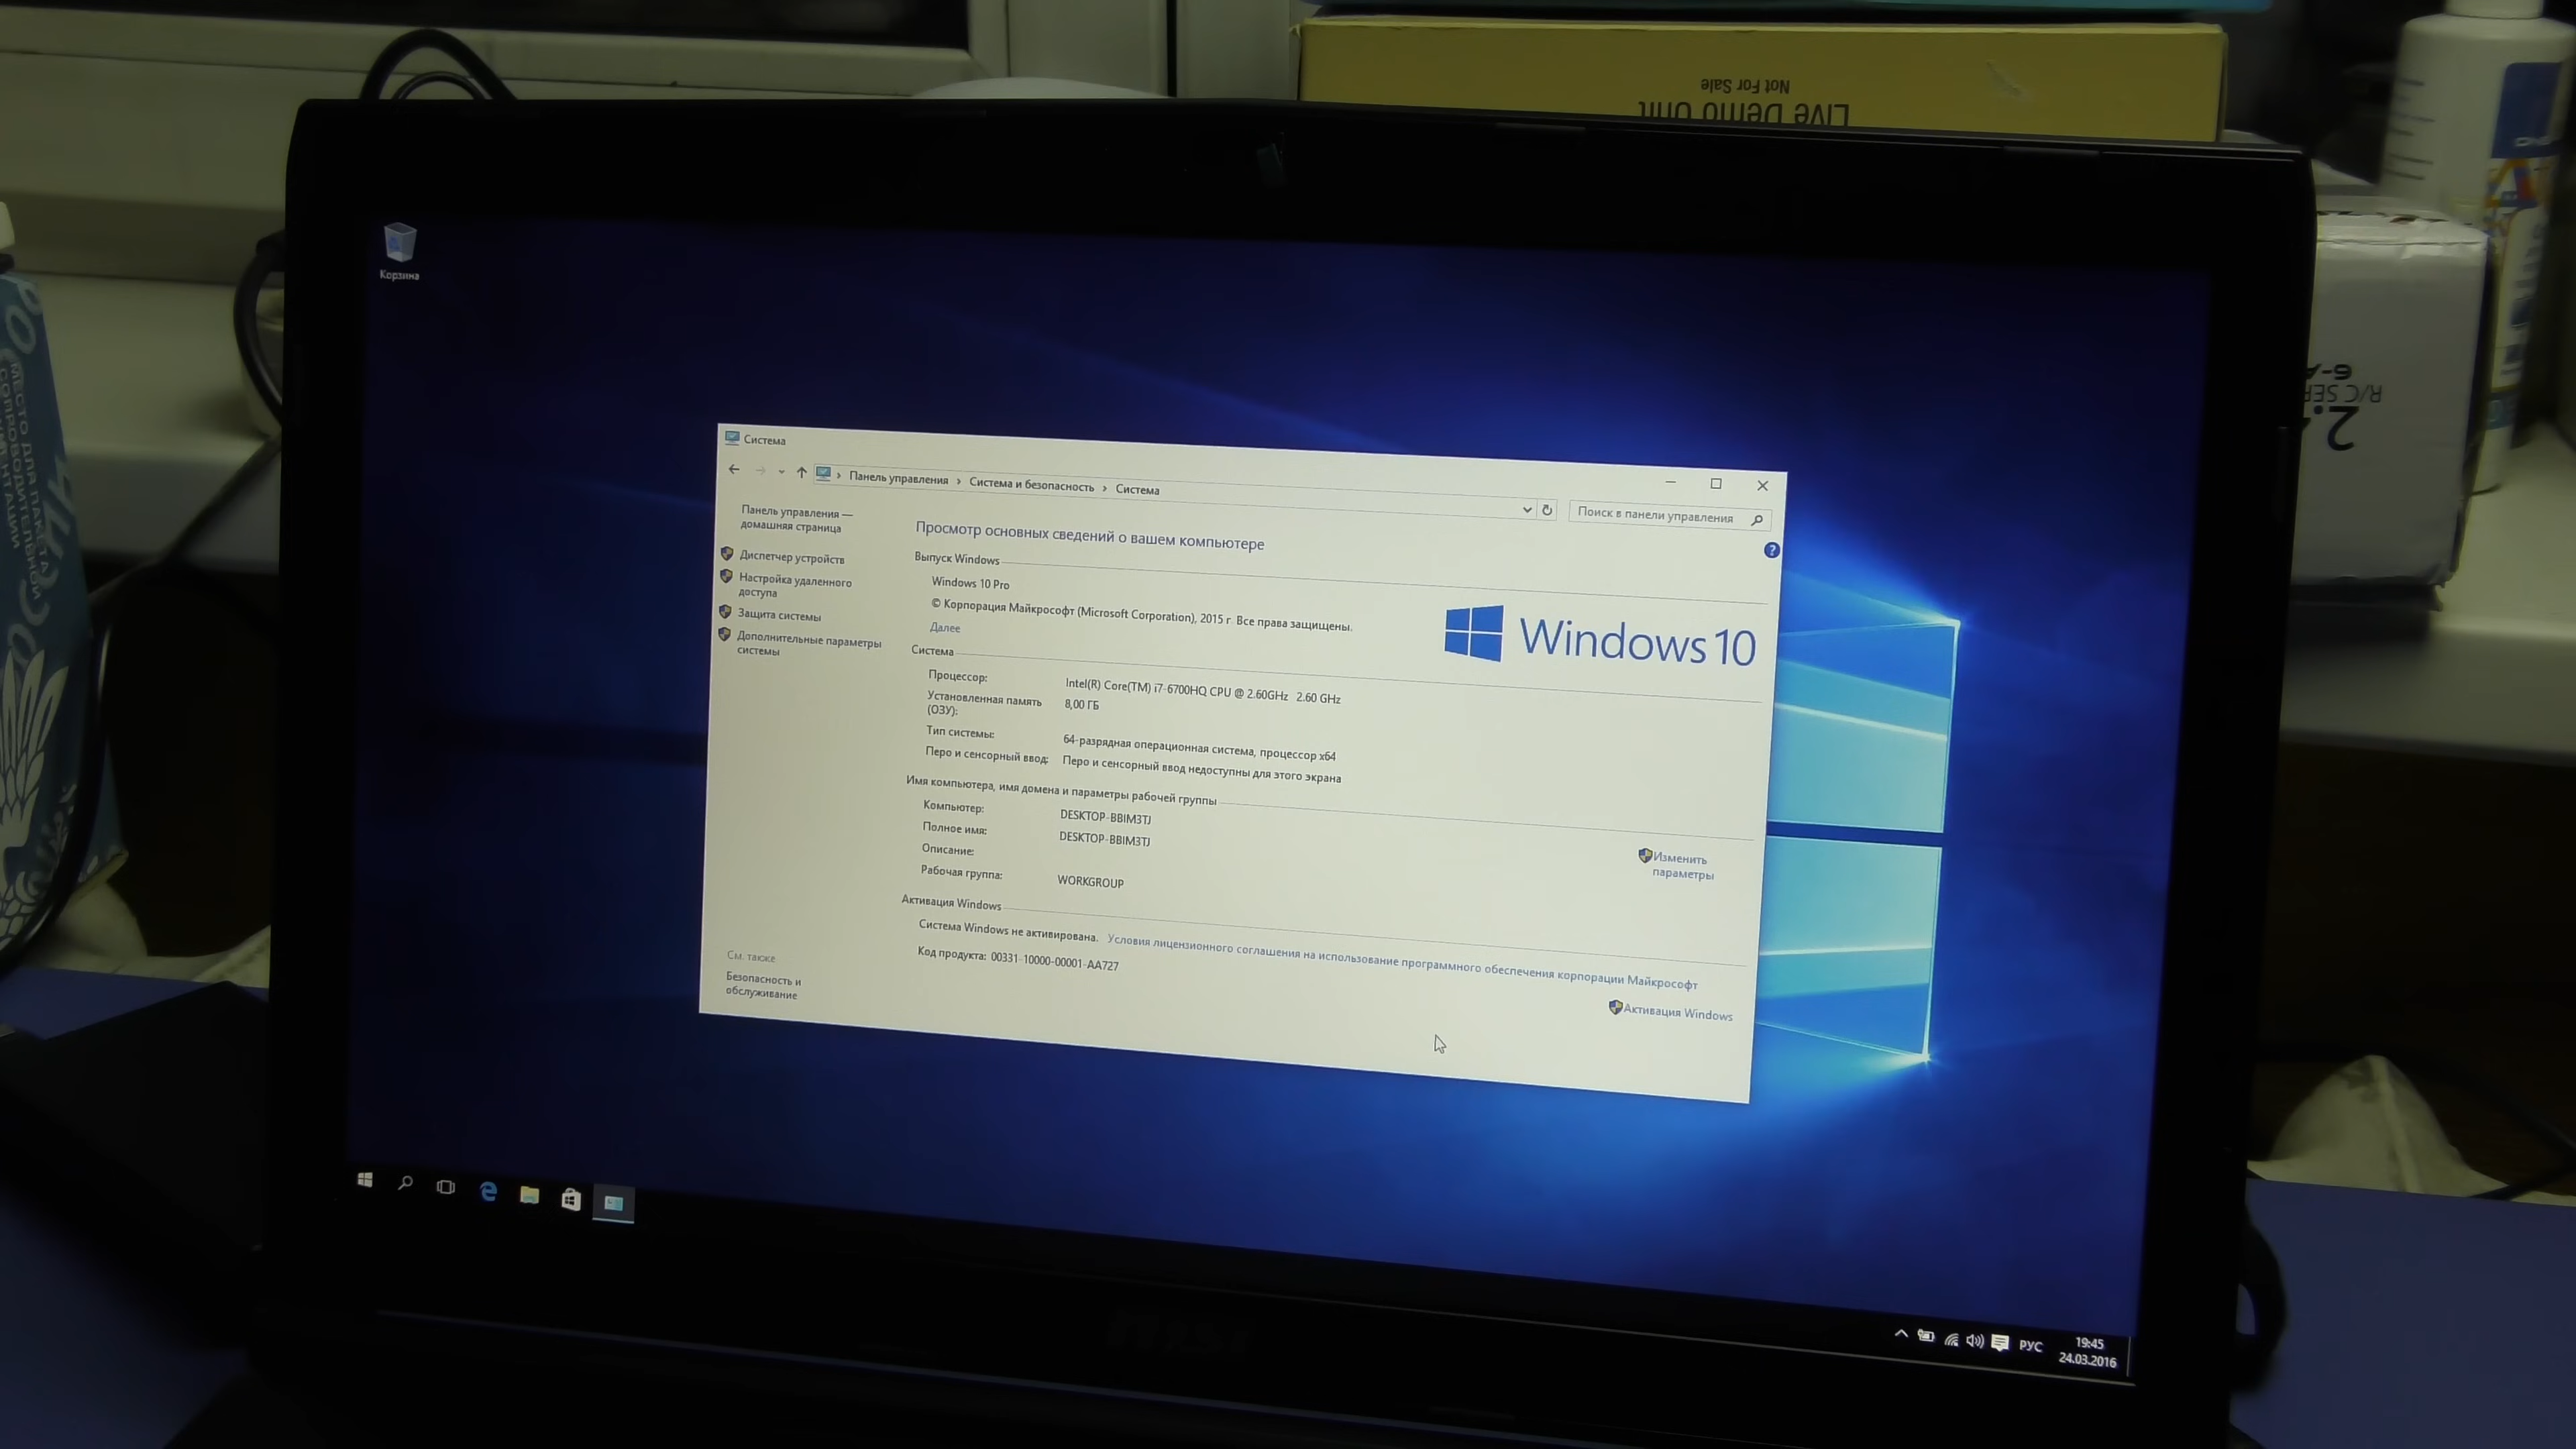 Not For Sale
Live Demo Unit
Корзина
МЕСТО ДЛЯ ПАКЕТА
R/C SER
2.
Система
Панель управления › Система и безопасность › Система
Поиск в панели управления
Панель управления —
домашняя страница
Диспетчер устройств
Настройка удаленного
доступа
Защита системы
Дополнительные параметры
системы
Просмотр основных сведений о вашем компьютере
Выпуск Windows
Windows 10 Pro
© Корпорация Майкрософт (Microsoft Corporation), 2015 г. Все права защищены.
Далее
Windows 10
Система
Процессор: Intel(R) Core(TM) i7-6700HQ CPU @ 2.60GHz 2.60 GHz
Установленная память
(ОЗУ): 8,00 ГБ
Тип системы: 64-разрядная операционная система, процессор x64
Перо и сенсорный ввод: Перо и сенсорный ввод недоступны для этого экрана
Имя компьютера, имя домена и параметры рабочей группы
Компьютер: DESKTOP-BBIM3TJ
Полное имя: DESKTOP-BBIM3TJ
Описание:
Рабочая группа: WORKGROUP
Изменить
параметры
Активация Windows
Система Windows не активирована. Условия лицензионного соглашения на использование программного обеспечения корпорации Майкрософт
Код продукта: 00331-10000-00001-AA727
Активация Windows
См. также
Безопасность и
обслуживание
РУС
19:45
24.03.2016
msi